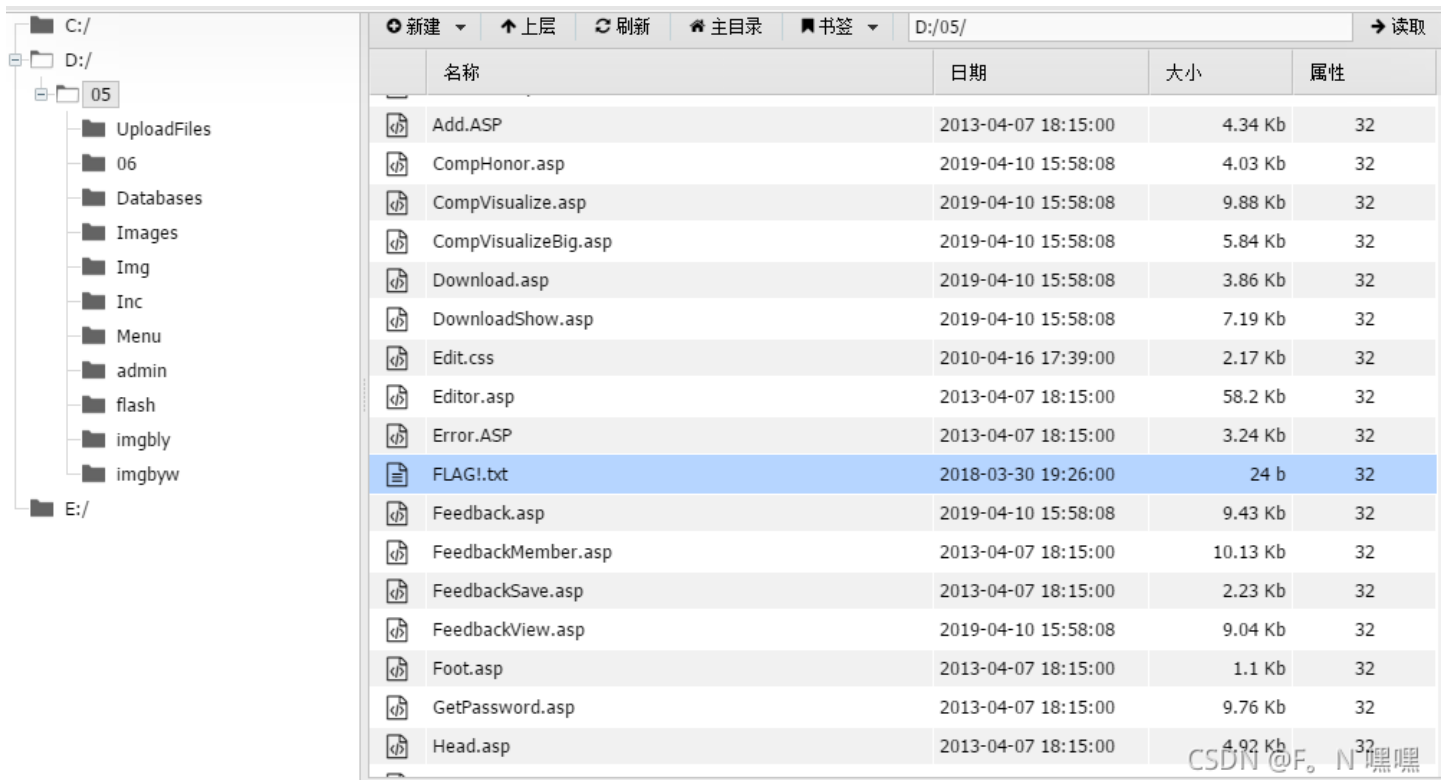 C:/
D:/
05
UploadFiles
06
Databases
Images
Img
Inc
Menu
admin
flash
imgbly
imgbyw
E:/
新建 上层 刷新 主目录 书签 D:/05/ 读取
名称 日期 大小 属性
Add.ASP 2013-04-07 18:15:00 4.34 Kb 32
CompHonor.asp 2019-04-10 15:58:08 4.03 Kb 32
CompVisualize.asp 2019-04-10 15:58:08 9.88 Kb 32
CompVisualizeBig.asp 2019-04-10 15:58:08 5.84 Kb 32
Download.asp 2019-04-10 15:58:08 3.86 Kb 32
DownloadShow.asp 2019-04-10 15:58:08 7.19 Kb 32
Edit.css 2010-04-16 17:39:00 2.17 Kb 32
Editor.asp 2013-04-07 18:15:00 58.2 Kb 32
Error.ASP 2013-04-07 18:15:00 3.24 Kb 32
FLAG!.txt 2018-03-30 19:26:00 24 b 32
Feedback.asp 2019-04-10 15:58:08 9.43 Kb 32
FeedbackMember.asp 2013-04-07 18:15:00 10.13 Kb 32
FeedbackSave.asp 2013-04-07 18:15:00 2.23 Kb 32
FeedbackView.asp 2019-04-10 15:58:08 9.04 Kb 32
Foot.asp 2013-04-07 18:15:00 1.1 Kb 32
GetPassword.asp 2013-04-07 18:15:00 9.76 Kb 32
Head.asp 2013-04-07 18:15:00 4.92 Kb 32
CSDN @F。N 嘿嘿